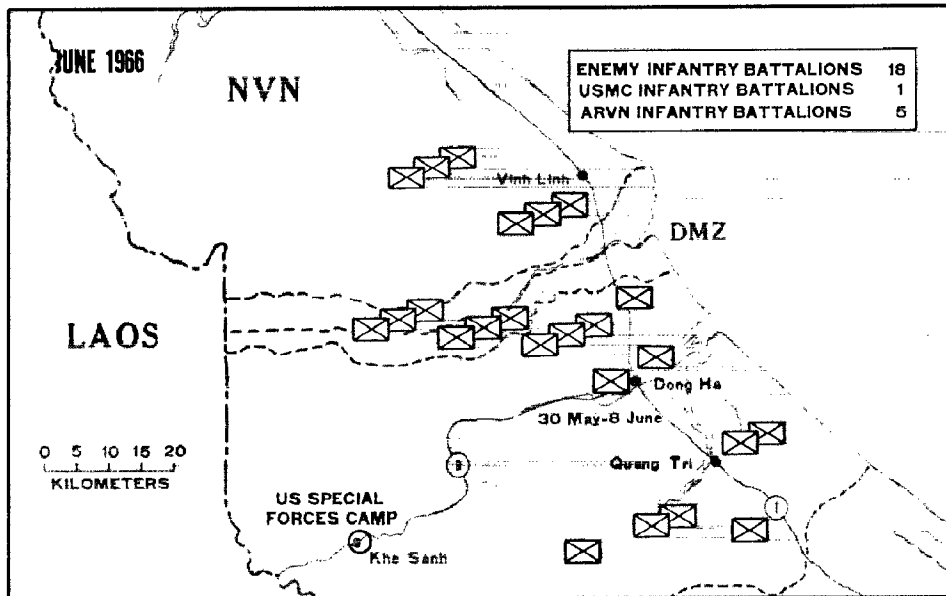 JUNE 1966
NVN
ENEMY INFANTRY BATTALIONS 18
USMC INFANTRY BATTALIONS 1
ARVN INFANTRY BATTALIONS 5
Vinh Linh
DMZ
LAOS
Dong Ha
30 May-8 June
Quang Tri
0 5 10 15 20
KILOMETERS
9
1
US SPECIAL
FORCES CAMP
Khe Sanh